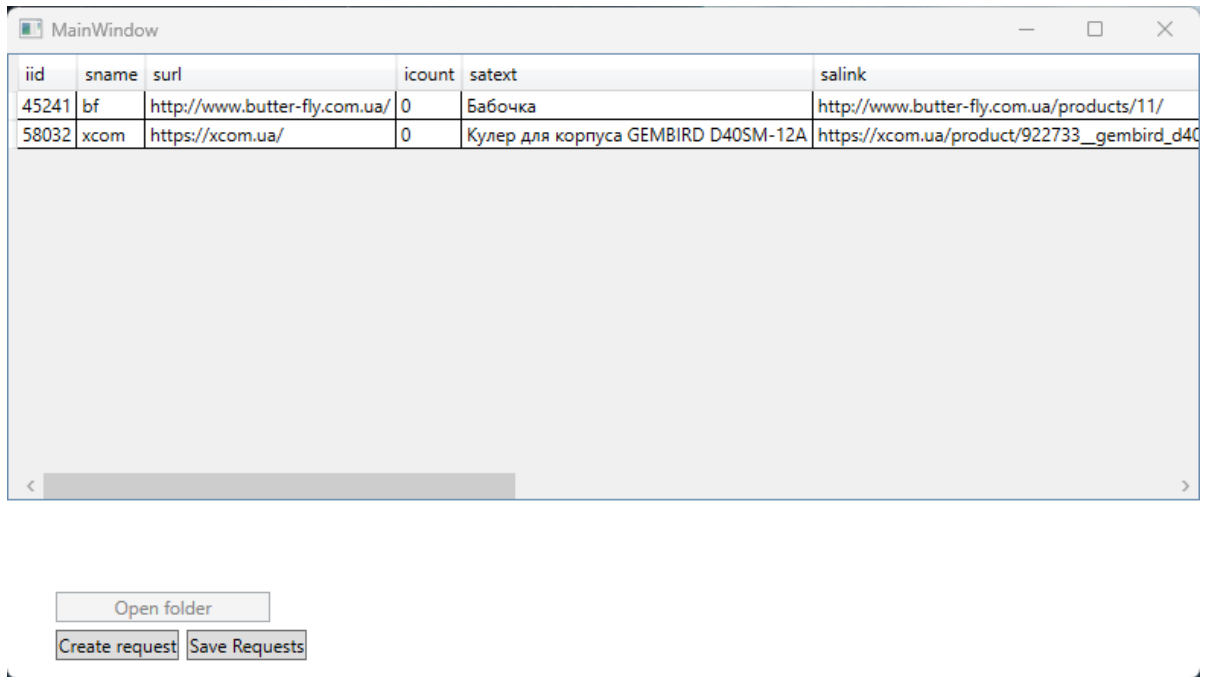 MainWindow
iid sname surl icount satext salink
45241 bf http://www.butter-fly.com.ua/ 0 Бабочка http://www.butter-fly.com.ua/products/11/
58032 xcom https://xcom.ua/ 0 Кулер для корпуса GEMBIRD D40SM-12A https://xcom.ua/product/922733__gembird_d40
Open folder
Create request Save Requests